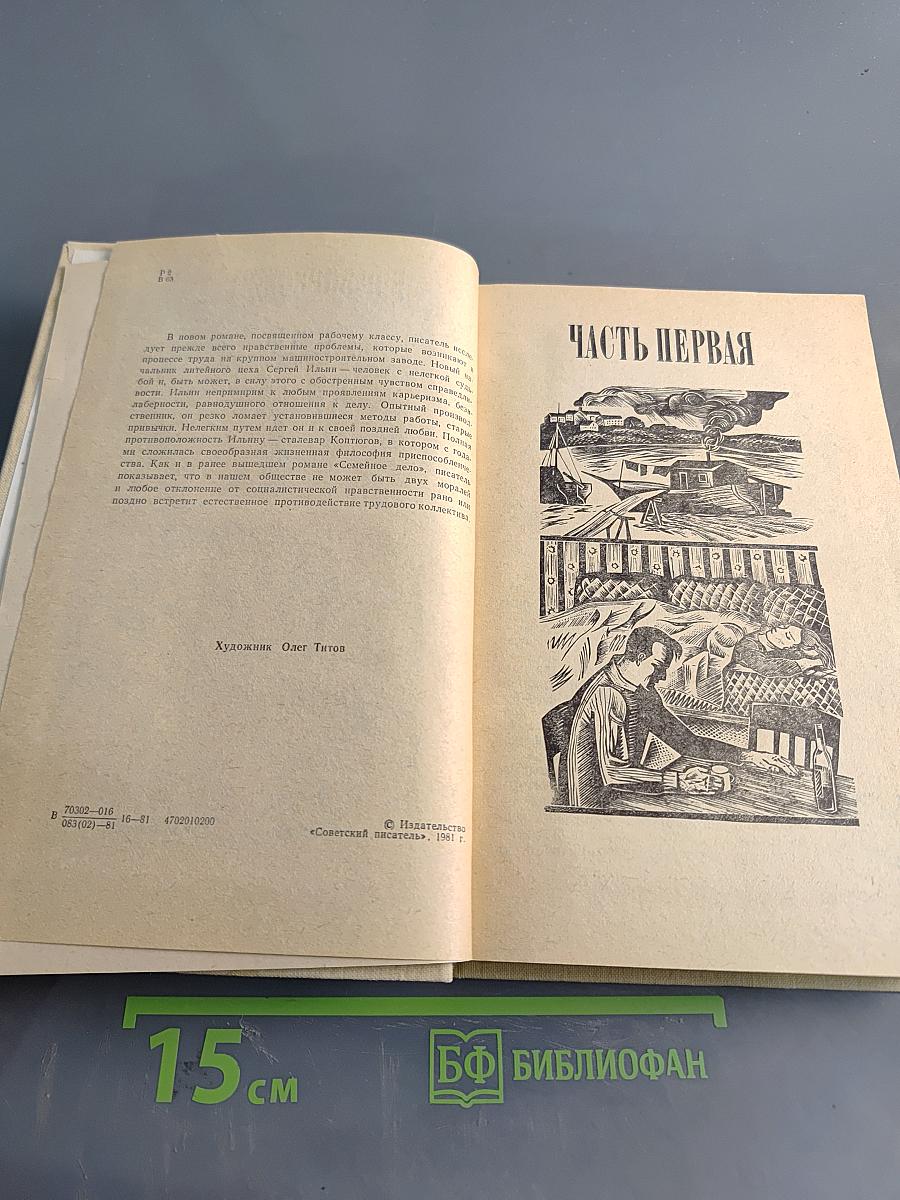 Р 2
В 63
В новом романе, посвященном рабочему классу, писатель иссле-
дует прежде всего нравственные проблемы, которые возникают в
процессе труда на крупном машиностроительном заводе. Новый на-
чальник литейного цеха Сергей Ильин — человек с нелегкой судь-
бой и, быть может, в силу этого с обостренным чувством справедли-
вости. Ильин непримирим к любым проявлениям карьеризма, безa-
лаберности, равнодушного отношения к делу. Опытный производ-
ственник, он резко ломает установившиеся методы работы, старые
привычки. Нелегким путем идет он и к своей поздней любви. Полная
противоположность Ильину — сталевар Коптюгов, в котором с года-
ми сложилась своеобразная жизненная философия приспособленче-
ства. Как и в ранее вышедшем романе «Семейное дело», писатель
показывает, что в нашем обществе не может быть двух моралей
и любое отклонение от социалистической нравственности рано или
поздно встретит естественное противодействие трудового коллектива.
Художник Олег Титов
В 70302—016
083(02)—81 16—81 4702010200
© Издательство
«Советский писатель», 1981 г.
ЧАСТЬ ПЕРВАЯ
15 см
БФ БИБЛИОФАН